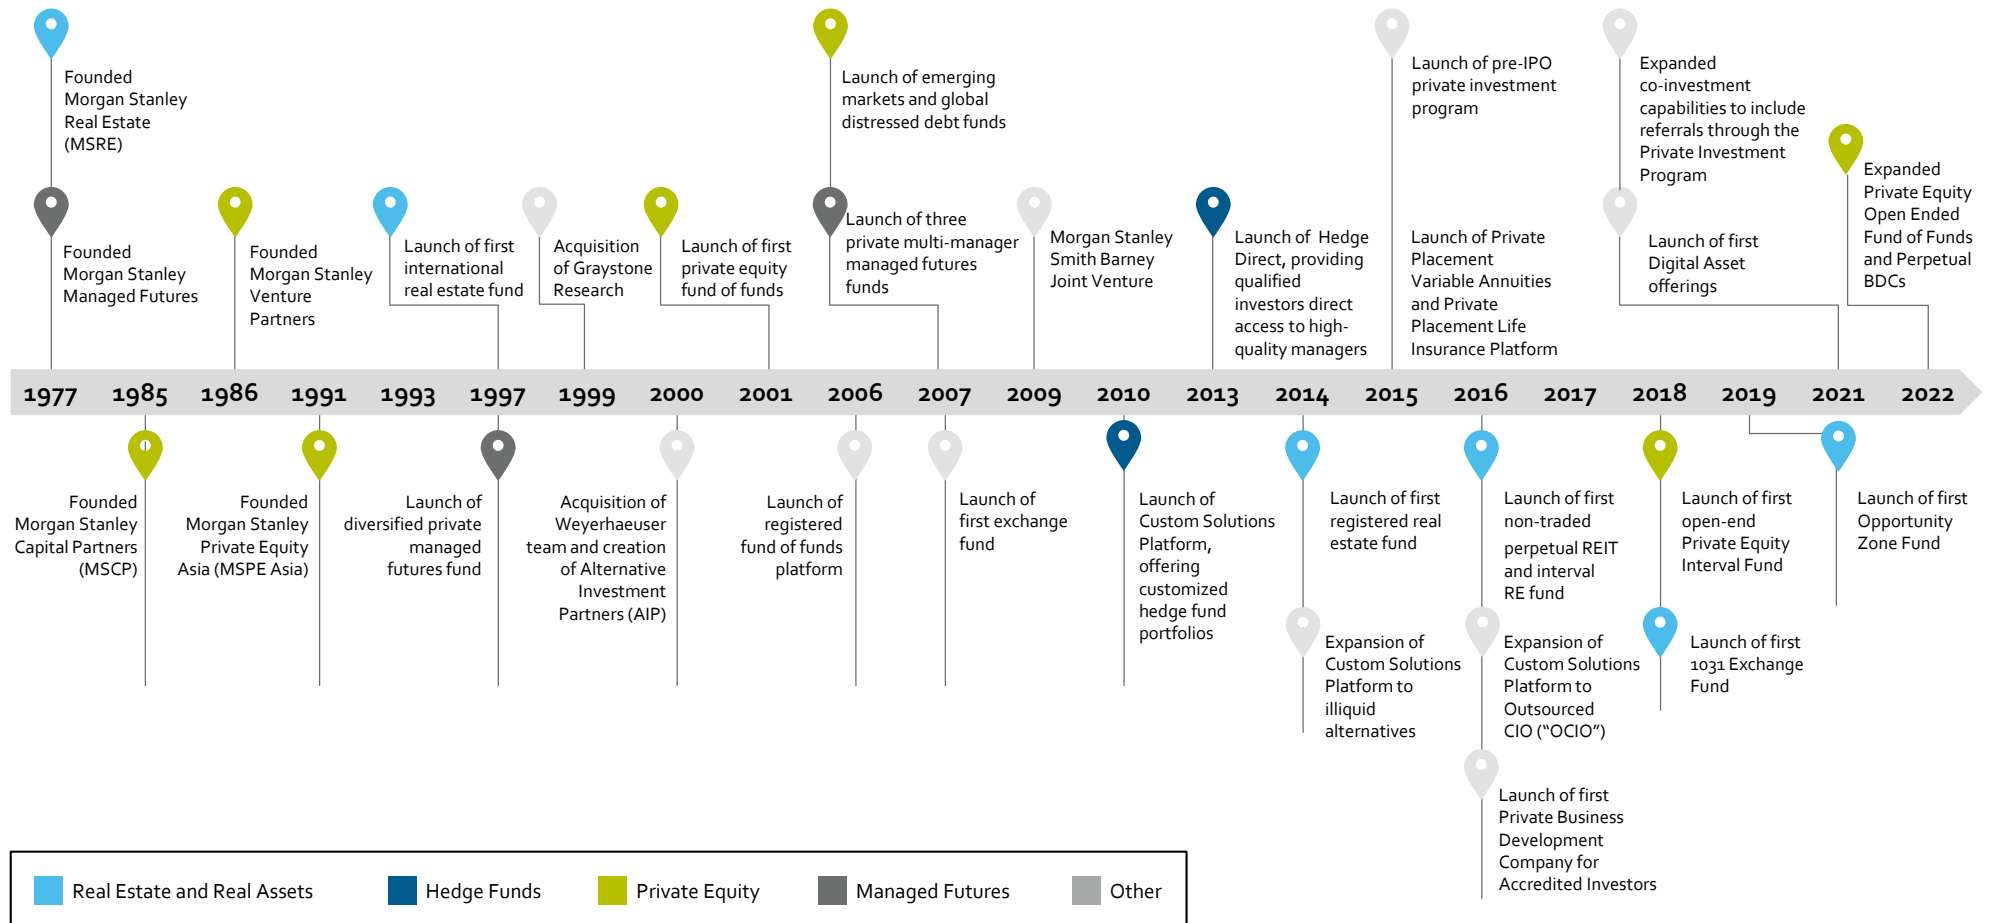 Founded
Morgan Stanley
Real Estate
(MSRE)
Launch of emerging
markets and global
distressed debt funds
Launch of pre-IPO
private investment
program
Expanded
co-investment
capabilities to include
referrals through the
Private Investment
Program
Expanded
Private Equity
Open Ended
Fund of Funds
and Perpetual
BDCs
Founded
Morgan Stanley
Managed Futures
Founded
Morgan Stanley
Venture
Partners
Launch of first
international
real estate fund
Acquisition
of Graystone
Research
Launch of first
private equity
fund of funds
Launch of three
private multi-manager
managed futures
funds
Morgan Stanley
Smith Barney
Joint Venture
Launch of Hedge
Direct, providing
qualified
investors direct
access to high-
quality managers
Launch of Private
Placement
Variable Annuities
and Private
Placement Life
Insurance Platform
Launch of first
Digital Asset
offerings
1977 1985 1986 1991 1993 1997 1999 2000 2001 2006 2007 2009 2010 2013 2014 2015 2016 2017 2018 2019 2021 2022
Founded
Morgan Stanley
Capital Partners
(MSCP)
Founded
Morgan Stanley
Private Equity
Asia (MSPE Asia)
Launch of
diversified private
managed
futures fund
Acquisition of
Weyerhaeuser
team and creation
of Alternative
Investment
Partners (AIP)
Launch of
registered
fund of funds
platform
Launch of
first exchange
fund
Launch of
Custom Solutions
Platform,
offering
customized
hedge fund
portfolios
Launch of first
registered real
estate fund
Expansion of
Custom Solutions
Platform to
illiquid
alternatives
Launch of first
non-traded
perpetual REIT
and interval
RE fund
Expansion of
Custom Solutions
Platform to
Outsourced
CIO (“OCIO”)
Launch of first
Private Business
Development
Company for
Accredited Investors
Launch of first
open-end
Private Equity
Interval Fund
Launch of first
1031 Exchange
Fund
Launch of first
Opportunity
Zone Fund
Real Estate and Real Assets
Hedge Funds
Private Equity
Managed Futures
Other